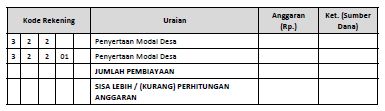 Kode Rekening Uraian Anggaran (Rp.) Ket. (Sumber Dana)
3 2 2 Penyertaan Modal Desa
3 2 2 01 Penyertaan Modal Desa
JUMLAH PEMBIAYAAN
SISA LEBIH / (KURANG) PERHITUNGAN
ANGGARAN